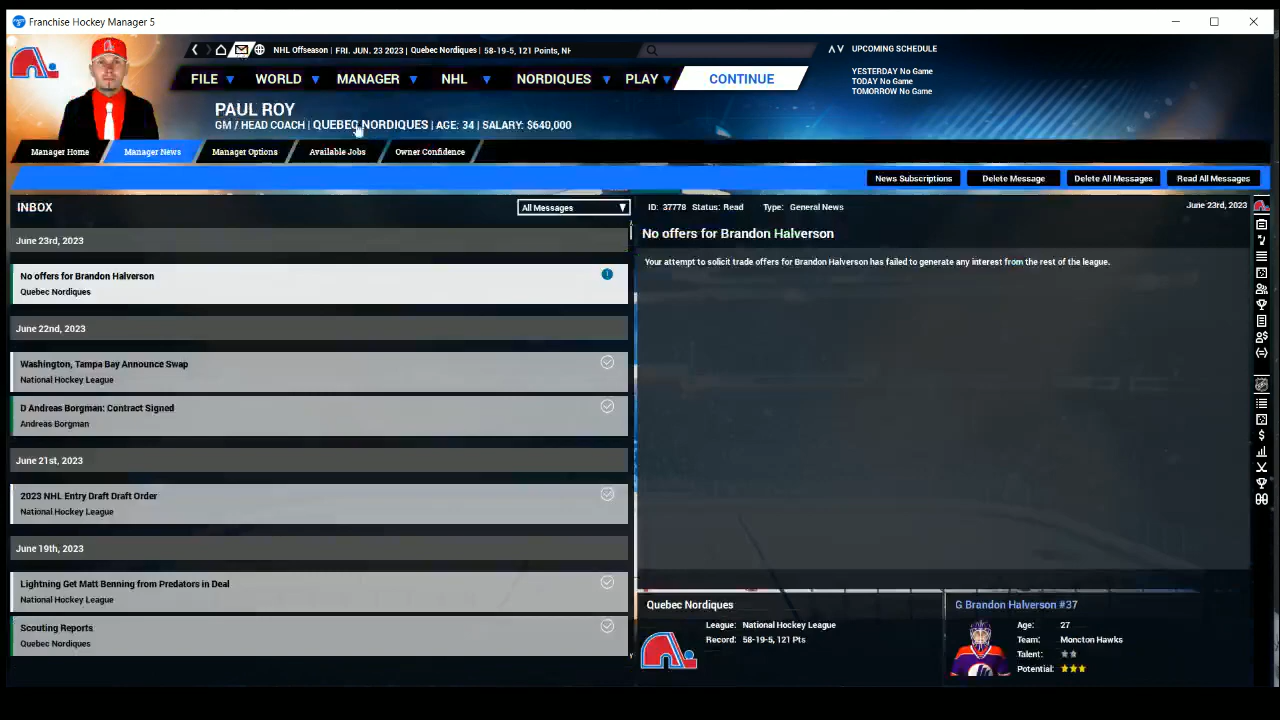 Franchise Hockey Manager 5
NHL Offseason | FRI. JUN. 23 2023 | Quebec Nordiques | 58-19-5, 121 Points, NH
UPCOMING SCHEDULE
YESTERDAY No Game
TODAY No Game
TOMORROW No Game
FILE WORLD MANAGER NHL NORDIQUES PLAY CONTINUE
PAUL ROY
GM / HEAD COACH | QUEBEC NORDIQUES | AGE: 34 | SALARY: $640,000
Manager Home Manager News Manager Options Available Jobs Owner Confidence
News Subscriptions Delete Message Delete All Messages Read All Messages
INBOX All Messages
June 23rd, 2023
No offers for Brandon Halverson
Quebec Nordiques
June 22nd, 2023
Washington, Tampa Bay Announce Swap
National Hockey League
D Andreas Borgman: Contract Signed
Andreas Borgman
June 21st, 2023
2023 NHL Entry Draft Draft Order
National Hockey League
June 19th, 2023
Lightning Get Matt Benning from Predators in Deal
National Hockey League
Scouting Reports
Quebec Nordiques
ID: 37778 Status: Read Type: General News June 23rd, 2023
No offers for Brandon Halverson
Your attempt to solicit trade offers for Brandon Halverson has failed to generate any interest from the rest of the league.
Quebec Nordiques
League: National Hockey League
Record: 58-19-5, 121 Pts
G Brandon Halverson #37
Age: 27
Team: Moncton Hawks
Talent:
Potential: